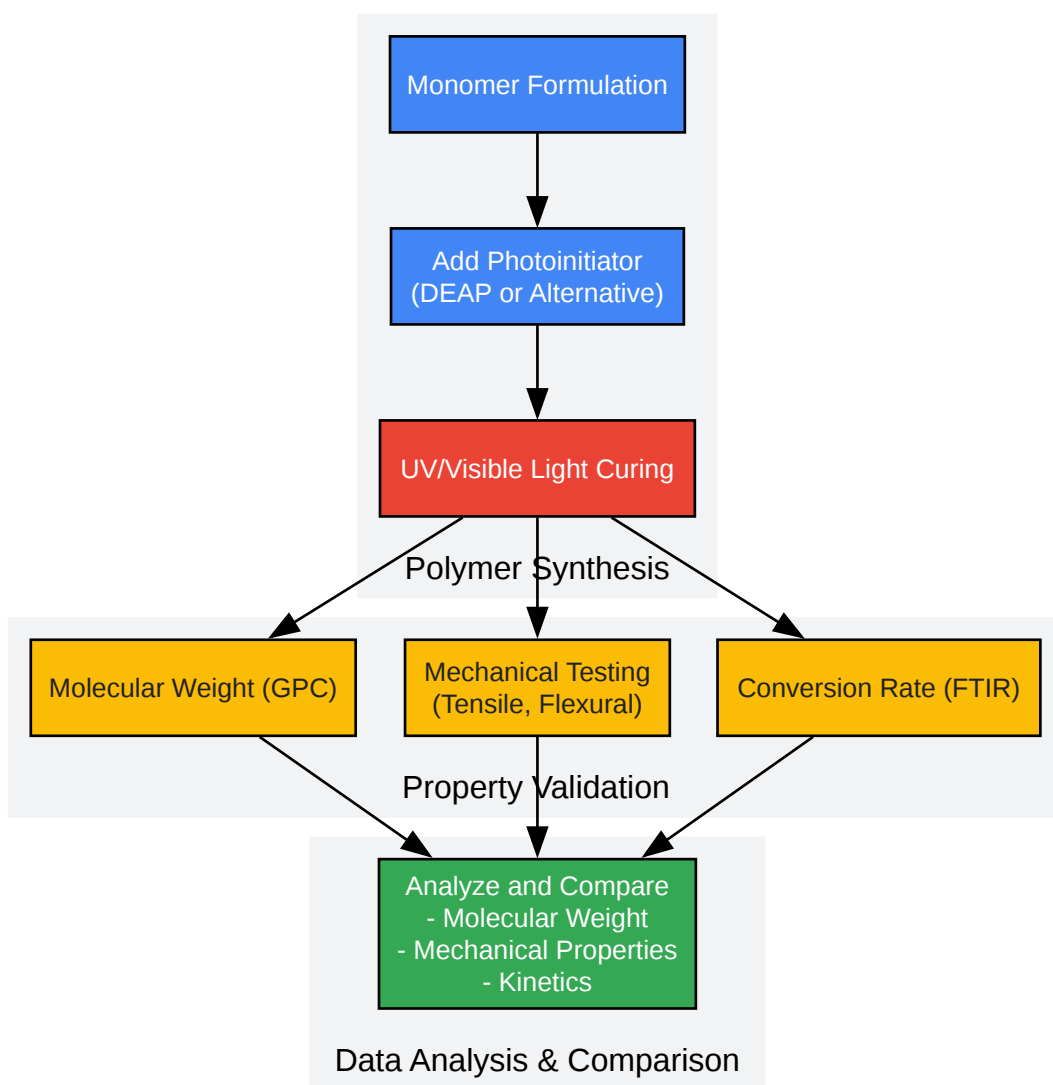 Monomer Formulation
Add Photoinitiator
(DEAP or Alternative)
UV/Visible Light Curing
Polymer Synthesis
Molecular Weight (GPC)
Mechanical Testing
(Tensile, Flexural)
Conversion Rate (FTIR)
Property Validation
Analyze and Compare
- Molecular Weight
- Mechanical Properties
- Kinetics
Data Analysis & Comparison